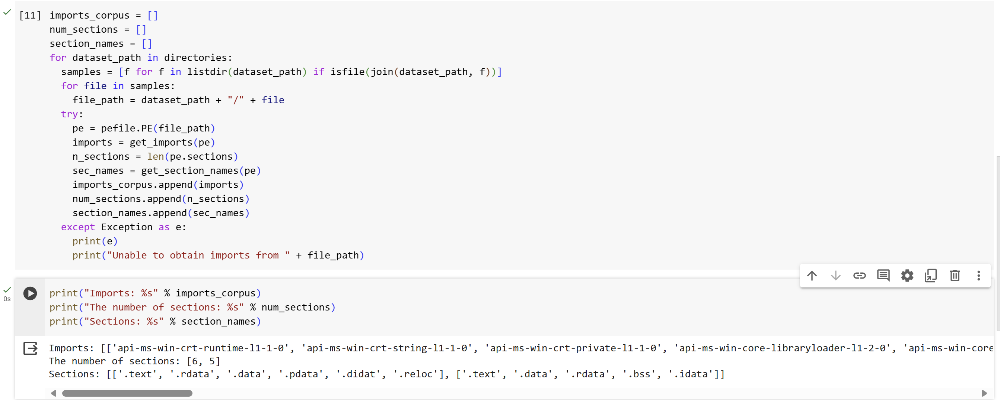 [11] imports_corpus = []
num_sections = []
section_names = []
for dataset_path in directories:
  samples = [f for f in listdir(dataset_path) if isfile(join(dataset_path, f))]
  for file in samples:
    file_path = dataset_path + "/" + file
  try:
    pe = pefile.PE(file_path)
    imports = get_imports(pe)
    n_sections = len(pe.sections)
    sec_names = get_section_names(pe)
    imports_corpus.append(imports)
    num_sections.append(n_sections)
    section_names.append(sec_names)
  except Exception as e:
    print(e)
    print("Unable to obtain imports from " + file_path)
0s
print("Imports: %s" % imports_corpus)
print("The number of sections: %s" % num_sections)
print("Sections: %s" % section_names)
Imports: [['api-ms-win-crt-runtime-l1-1-0', 'api-ms-win-crt-string-l1-1-0', 'api-ms-win-crt-private-l1-1-0', 'api-ms-win-core-libraryloader-l1-2-0', 'api-ms-win-core
The number of sections: [6, 5]
Sections: [['.text', '.rdata', '.data', '.pdata', '.didat', '.reloc'], ['.text', '.data', '.rdata', '.bss', '.idata']]